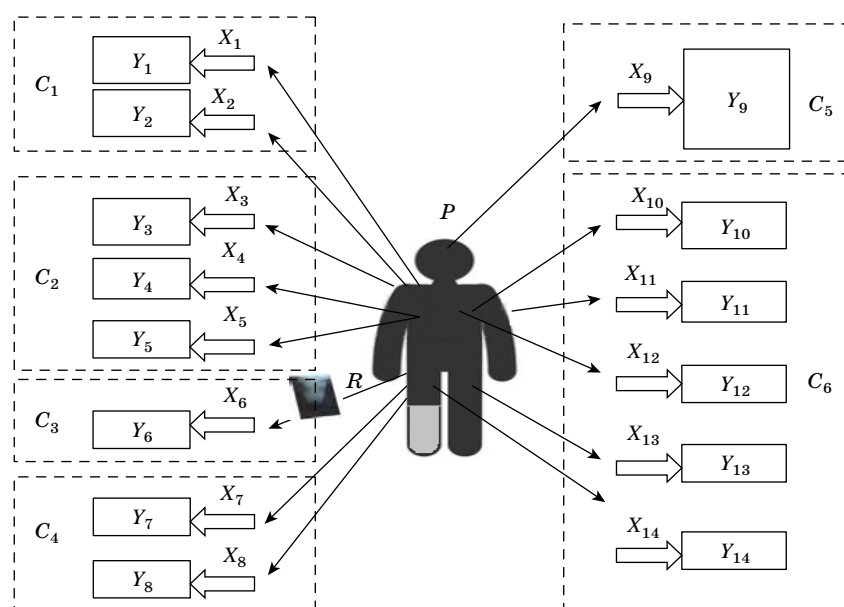 C₁
X₁
Y₁
X₂
Y₂
C₂
X₃
Y₃
X₄
Y₄
X₅
Y₅
C₃
X₆
Y₆
R
C₄
X₇
Y₇
X₈
Y₈
P
X₉
Y₉
C₅
X₁₀
Y₁₀
X₁₁
Y₁₁
X₁₂
Y₁₂
C₆
X₁₃
Y₁₃
X₁₄
Y₁₄